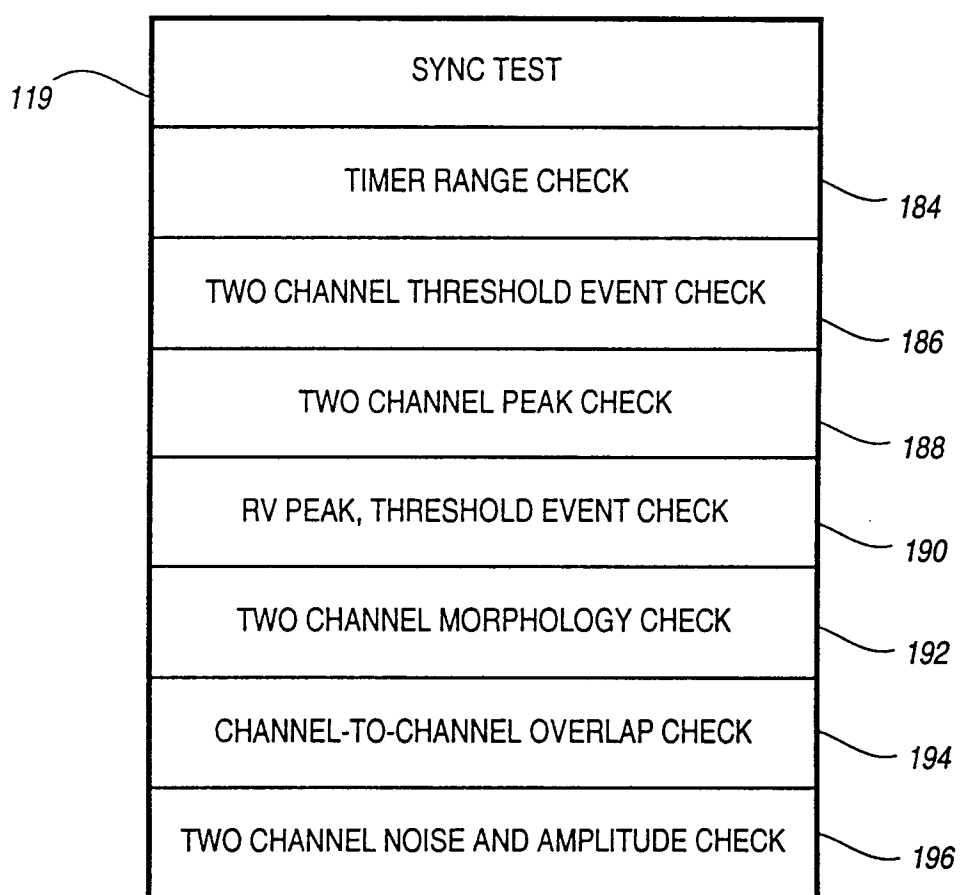 SYNC TEST
119
TIMER RANGE CHECK
184
TWO CHANNEL THRESHOLD EVENT CHECK
186
TWO CHANNEL PEAK CHECK
188
RV PEAK, THRESHOLD EVENT CHECK
190
TWO CHANNEL MORPHOLOGY CHECK
192
CHANNEL-TO-CHANNEL OVERLAP CHECK
194
TWO CHANNEL NOISE AND AMPLITUDE CHECK
196